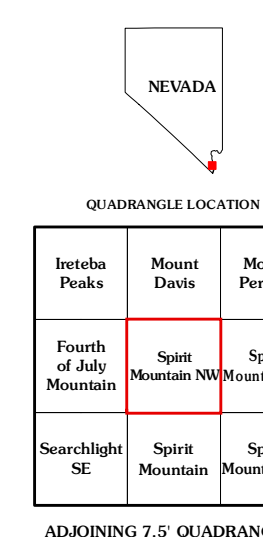 NEVADA
QUADRANGLE LOCATION
Ireteba
Peaks
Mount
Davis
Fourth
of July
Mountain
Spirit
Mountain NW
Searchlight
SE
Spirit
Mountain
ADJOINING 7.5'